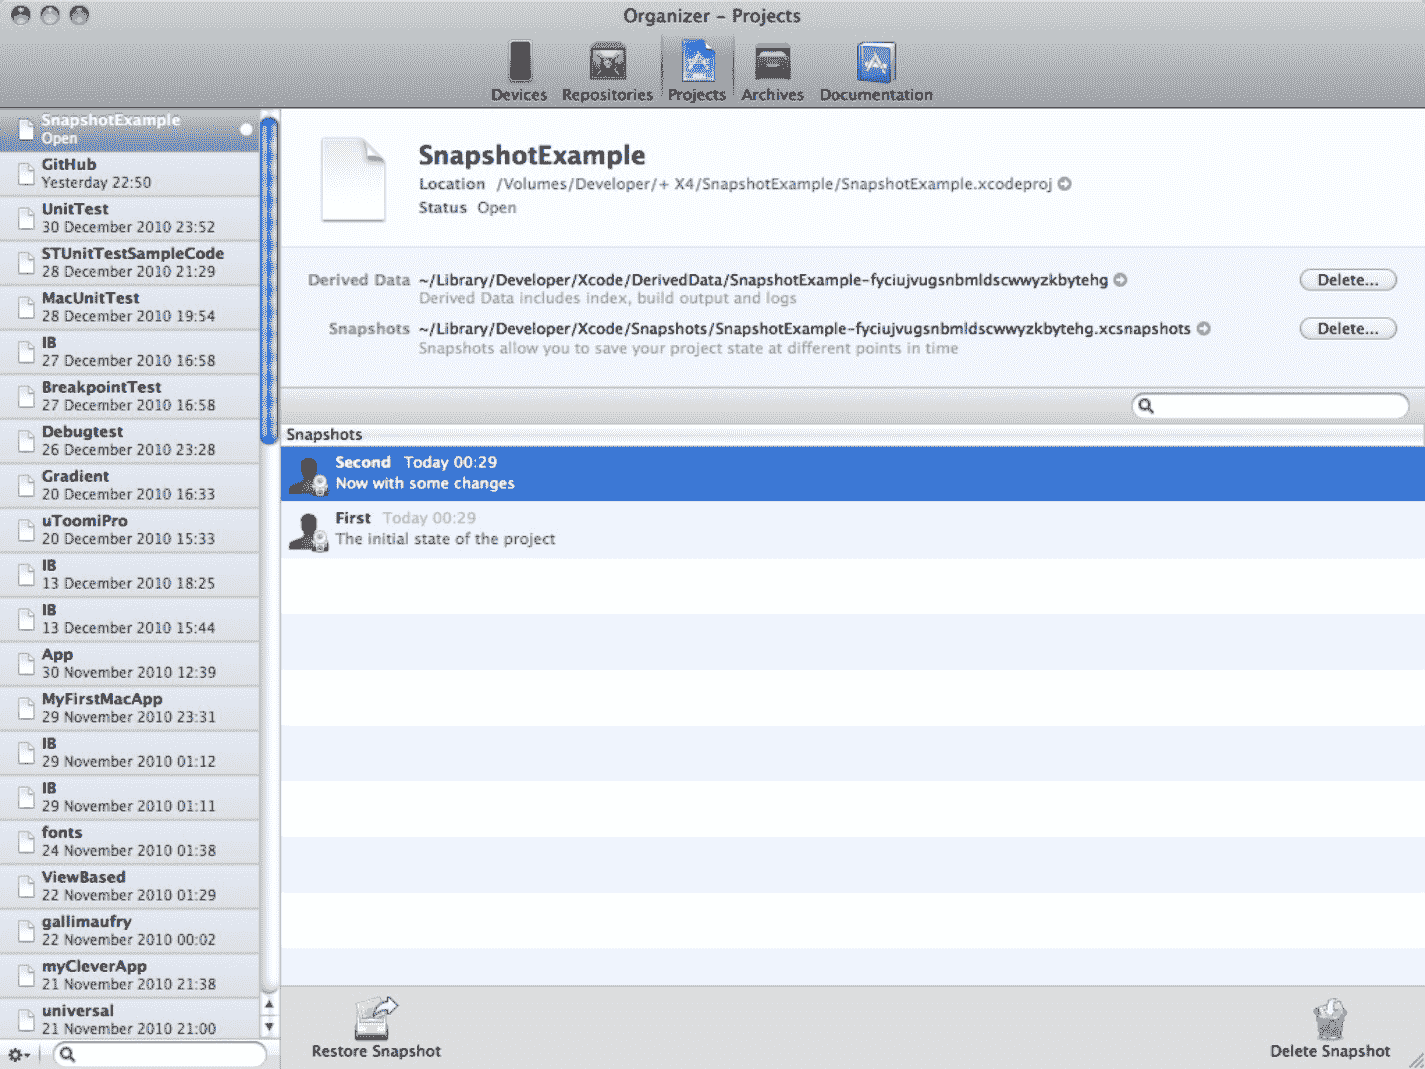 Organizer – Projects
Devices Repositories Projects Archives Documentation
SnapshotExample
Open
GitHub
Yesterday 22:50
UnitTest
30 December 2010 23:52
STUnitTestSampleCode
28 December 2010 21:29
MacUnitTest
28 December 2010 19:54
IB
27 December 2010 16:58
BreakpointTest
27 December 2010 16:58
Debugtest
26 December 2010 23:28
Gradient
20 December 2010 16:33
uToomiPro
20 December 2010 15:33
IB
13 December 2010 18:25
IB
13 December 2010 15:44
App
30 November 2010 12:39
MyFirstMacApp
29 November 2010 23:31
IB
29 November 2010 01:12
IB
29 November 2010 01:11
fonts
24 November 2010 01:38
ViewBased
22 November 2010 01:29
gallimaufry
22 November 2010 00:02
myCleverApp
21 November 2010 21:38
universal
21 November 2010 21:00
SnapshotExample
Location /Volumes/Developer/+ X4/SnapshotExample/SnapshotExample.xcodeproj
Status Open
Derived Data ~/Library/Developer/Xcode/DerivedData/SnapshotExample-fyciujvugsnbmldscwwyzkbytehg Delete...
Derived Data includes index, build output and logs
Snapshots ~/Library/Developer/Xcode/Snapshots/SnapshotExample-fyciujvugsnbmldscwwyzkbytehg.xcsnapshots Delete...
Snapshots allow you to save your project state at different points in time
Snapshots
Second Today 00:29
Now with some changes
First Today 00:29
The initial state of the project
Restore Snapshot Delete Snapshot